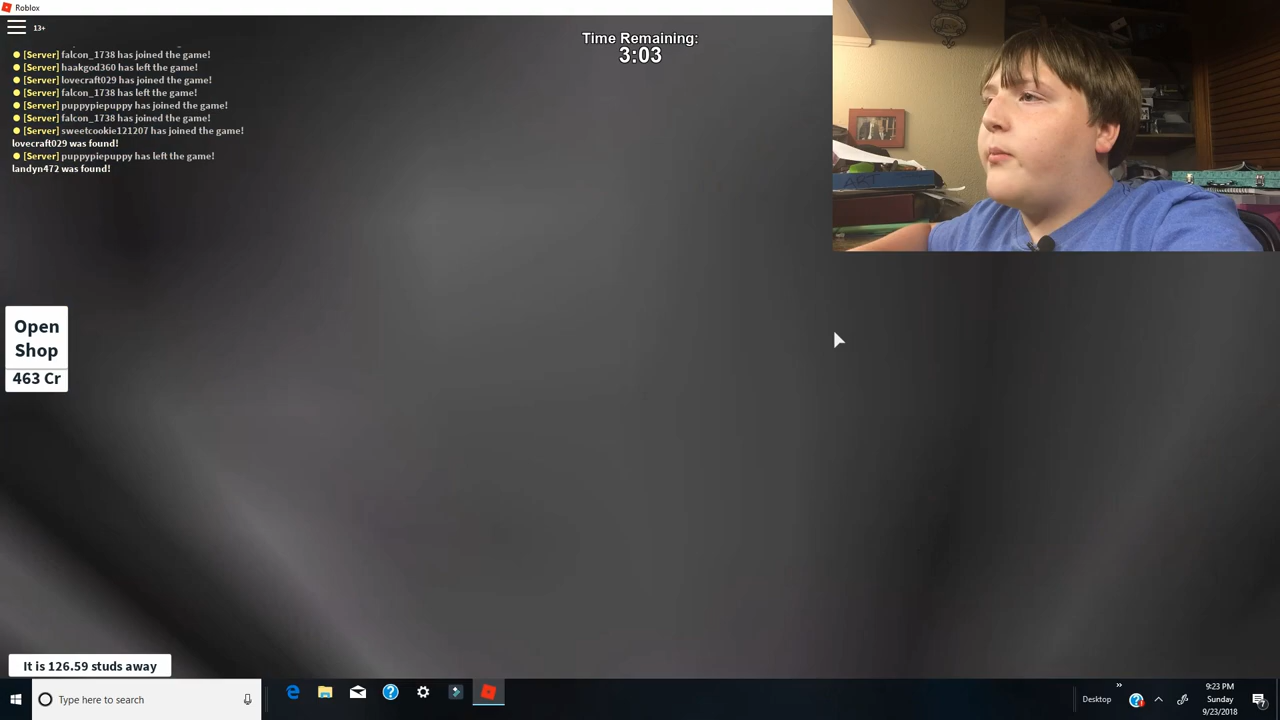 Roblox
13+
Time Remaining:
3:03
[Server] falcon_1738 has joined the game!
[Server] haakgod360 has left the game!
[Server] lovecraft029 has joined the game!
[Server] falcon_1738 has left the game!
[Server] puppypiepuppy has joined the game!
[Server] falcon_1738 has joined the game!
[Server] sweetcookie121207 has joined the game!
lovecraft029 was found!
[Server] puppypiepuppy has left the game!
landyn472 was found!
ART
Open
Shop
463 Cr
It is 126.59 studs away
Type here to search
Desktop
9:23 PM
Sunday
9/23/2018
7